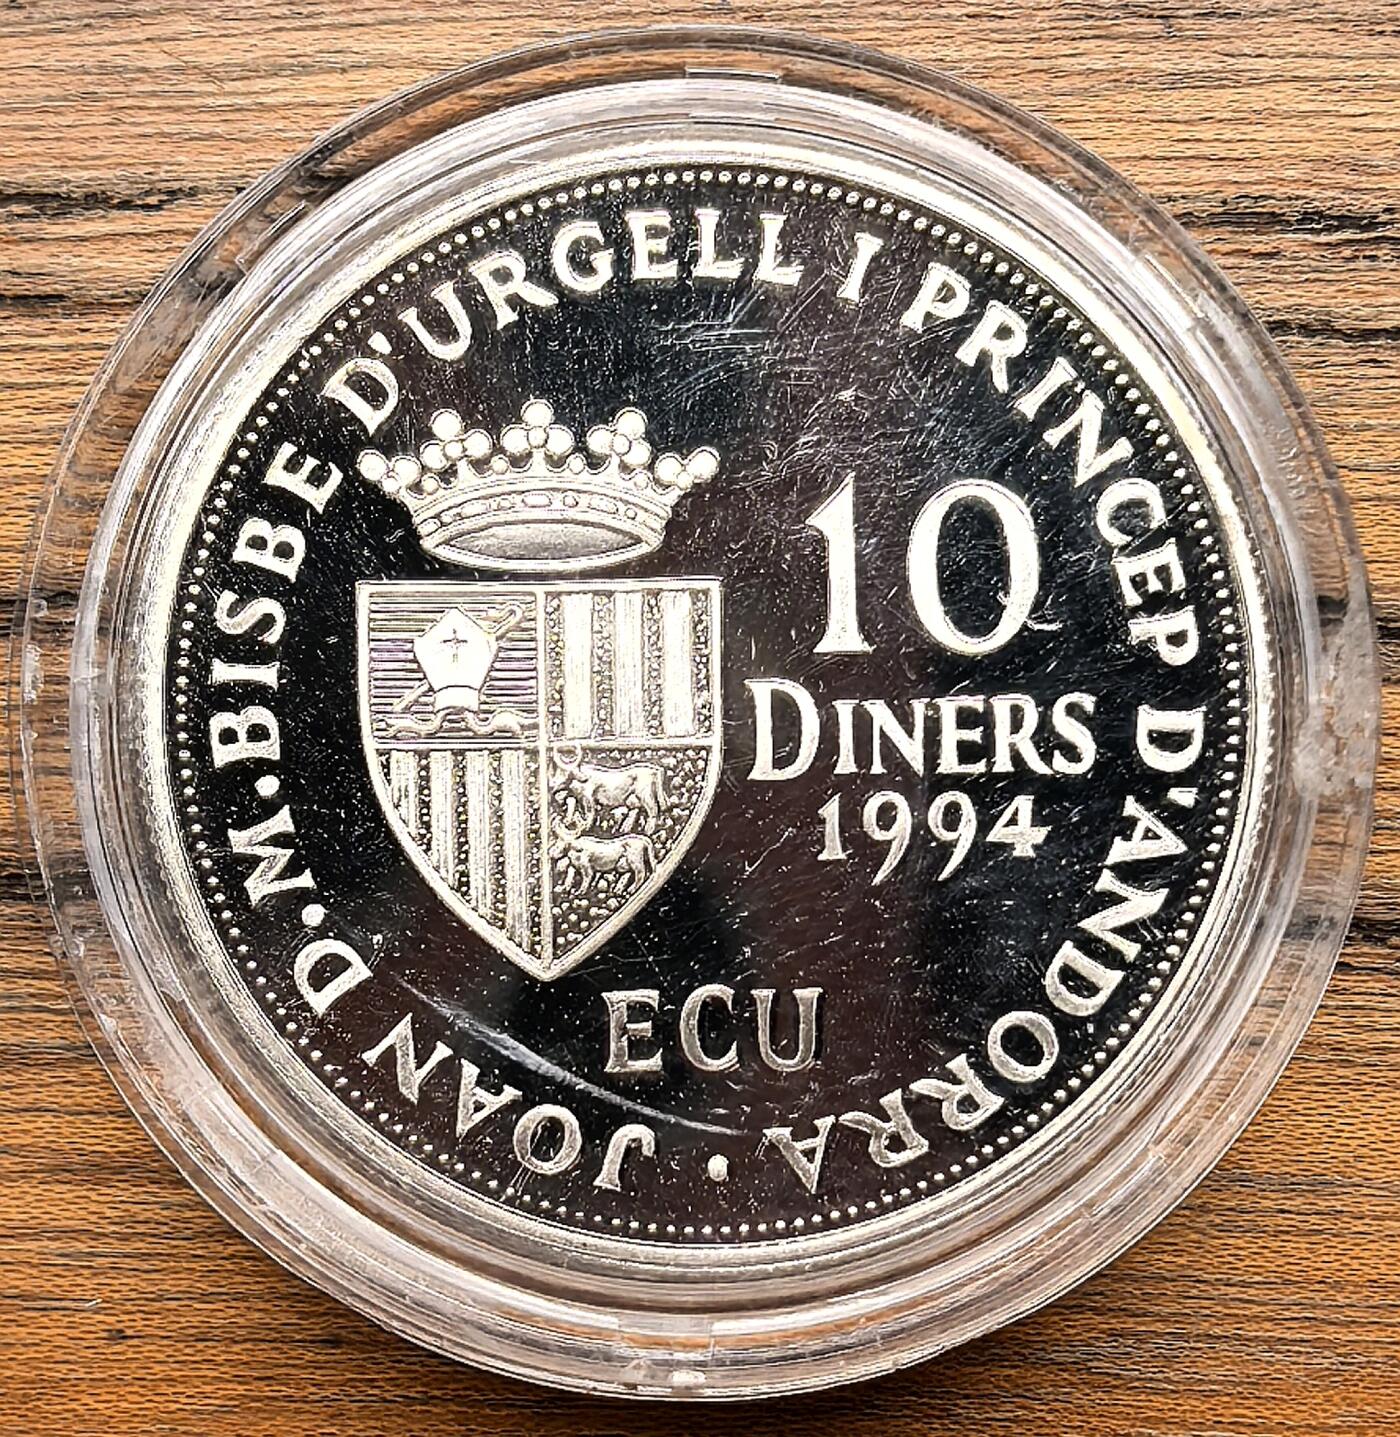 JOAN D.M.BISBE D'URGELL I PRINCEP D'ANDORRA •
10
DINERS
1994
ECU